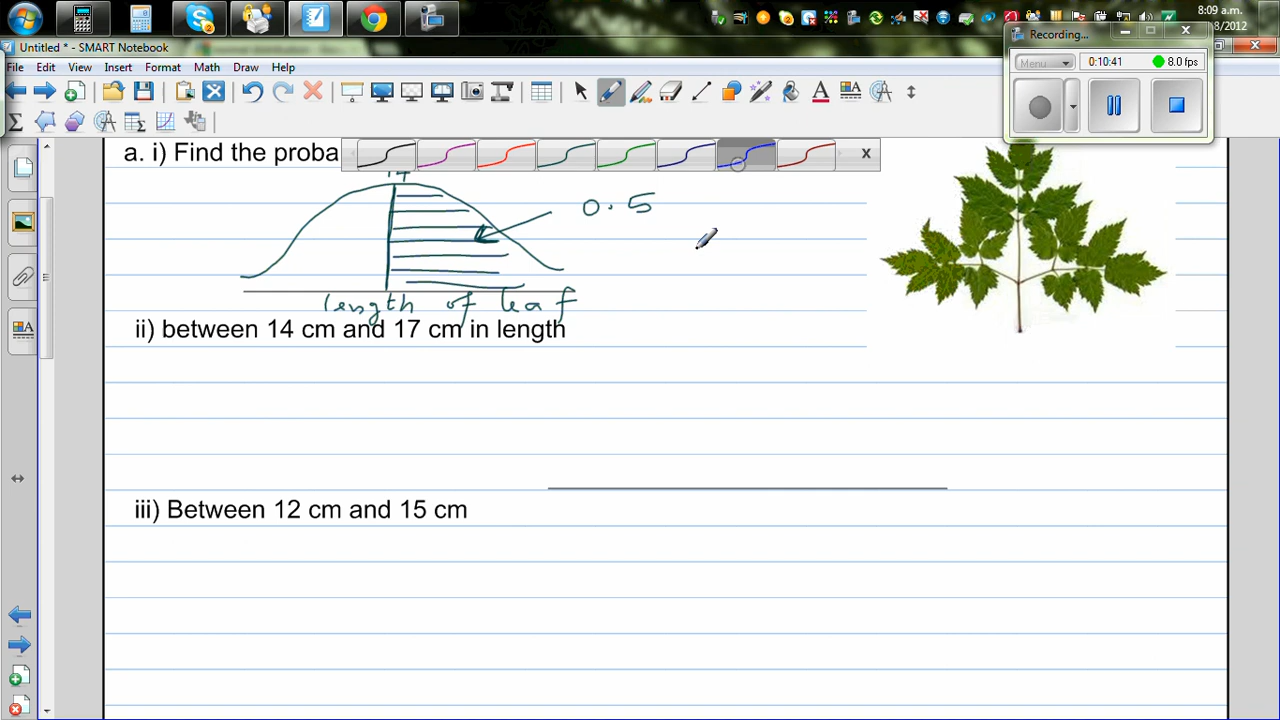 8:09 a.m.
8/2012
Untitled * - SMART Notebook
Recording...
File Edit View Insert Format Math Draw Help
Menu 0:10:41 8.0 fps
a. i) Find the proba
14
0.5
length of leaf
ii) between 14 cm and 17 cm in length
iii) Between 12 cm and 15 cm